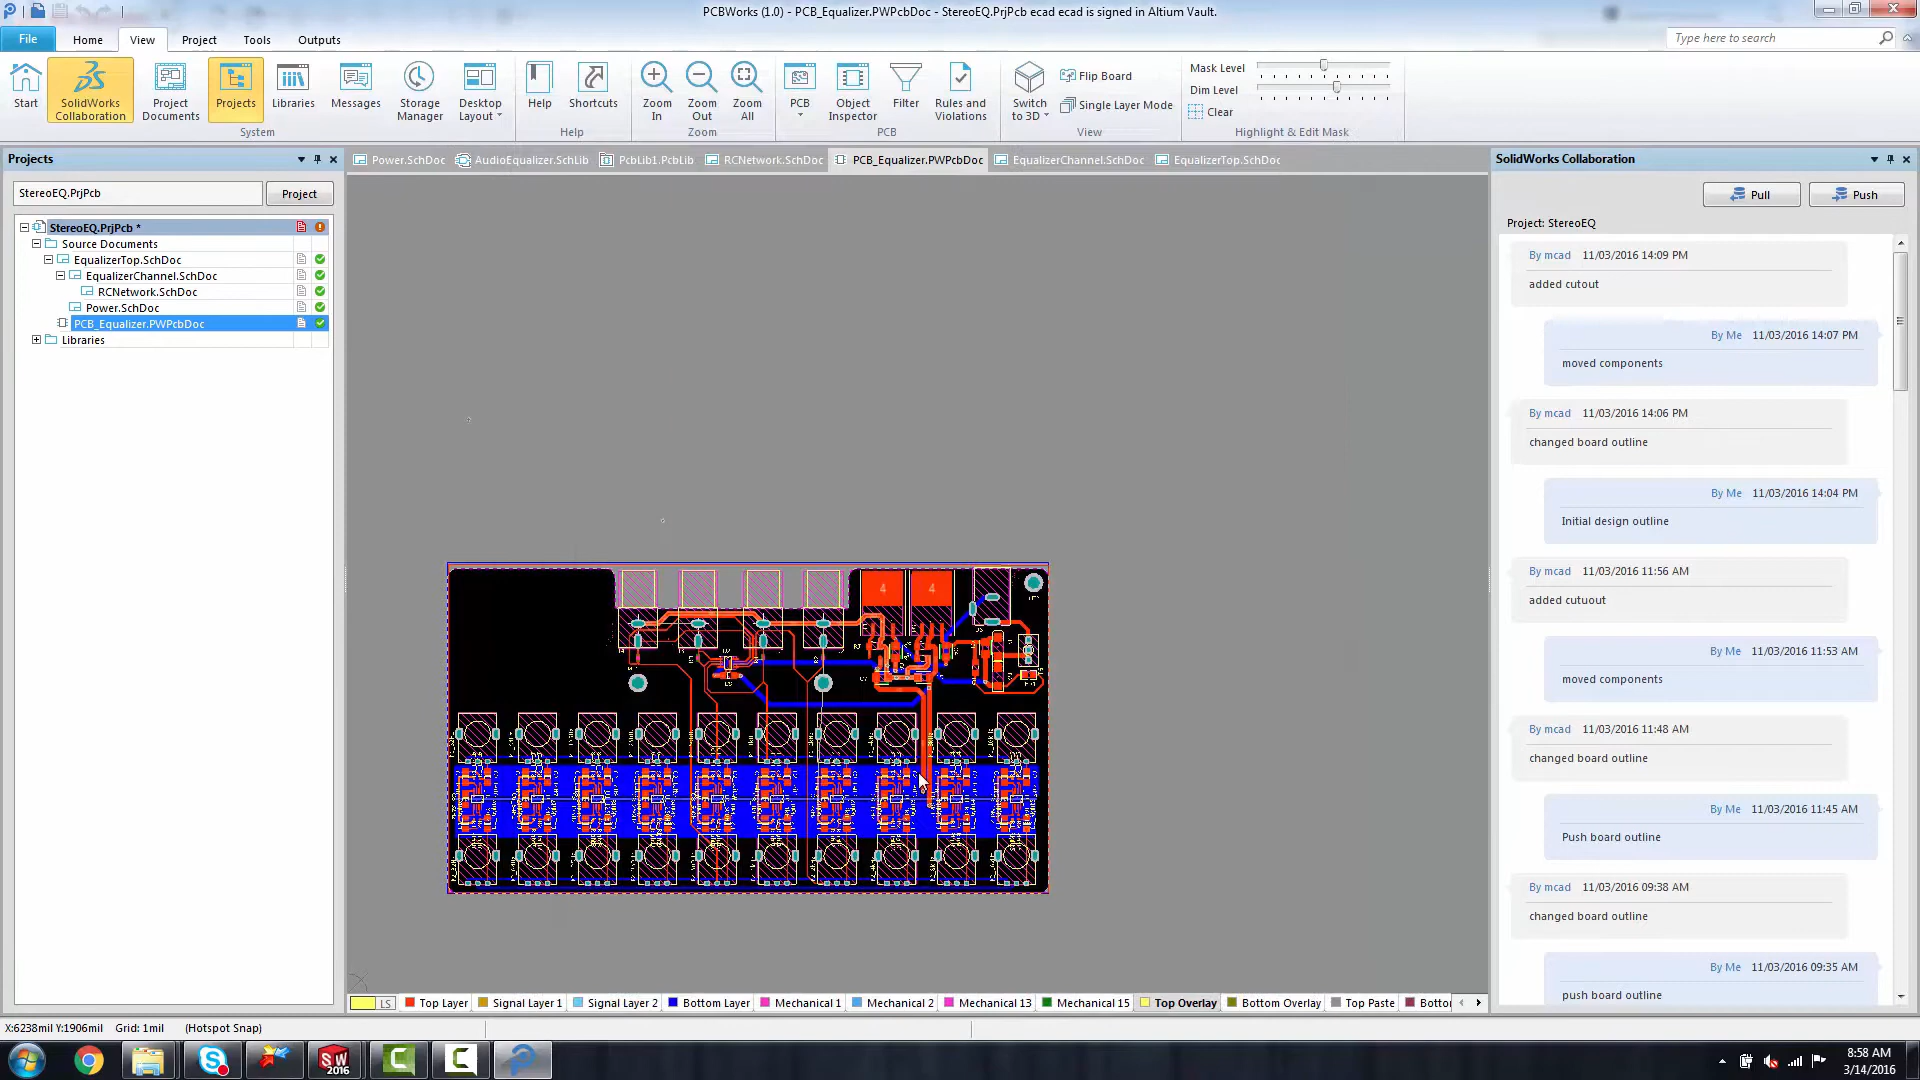 PCBWorks (1.0) - PCB_Equalizer.PWPcbDoc - StereoEQ.PrjPcb ecad ecad is signed in Altium Vault.
File Home View Project Tools Outputs
Type here to search
Start
SolidWorks Collaboration
Project Documents
Projects
Libraries
Messages
Storage Manager
Desktop Layout
System
Help
Shortcuts
Help
Zoom In
Zoom Out
Zoom All
Zoom
PCB
Object Inspector
Filter
Rules and Violations
PCB
Switch to 3D
Flip Board
Single Layer Mode
View
Mask Level
Dim Level
Clear
Highlight & Edit Mask
Projects
StereoEQ.PrjPcb
Project
StereoEQ.PrjPcb *
Source Documents
EqualizerTop.SchDoc
EqualizerChannel.SchDoc
RCNetwork.SchDoc
Power.SchDoc
PCB_Equalizer.PWPcbDoc
Libraries
Power.SchDoc AudioEqualizer.SchLib PcbLib1.PcbLib RCNetwork.SchDoc PCB_Equalizer.PWPcbDoc EqualizerChannel.SchDoc EqualizerTop.SchDoc
4 4
SolidWorks Collaboration
Pull Push
Project: StereoEQ
By mcad 11/03/2016 14:09 PM
added cutout
By Me 11/03/2016 14:07 PM
moved components
By mcad 11/03/2016 14:06 PM
changed board outline
By Me 11/03/2016 14:04 PM
Initial design outline
By mcad 11/03/2016 11:56 AM
added cutuout
By Me 11/03/2016 11:53 AM
moved components
By mcad 11/03/2016 11:48 AM
changed board outline
By Me 11/03/2016 11:45 AM
Push board outline
By mcad 11/03/2016 09:38 AM
changed board outline
By Me 11/03/2016 09:35 AM
push board outline
LS Top Layer Signal Layer 1 Signal Layer 2 Bottom Layer Mechanical 1 Mechanical 2 Mechanical 13 Mechanical 15 Top Overlay Bottom Overlay Top Paste Botto
X:6238mil Y:1906mil Grid: 1mil (Hotspot Snap)
SW 2016
8:58 AM
3/14/2016